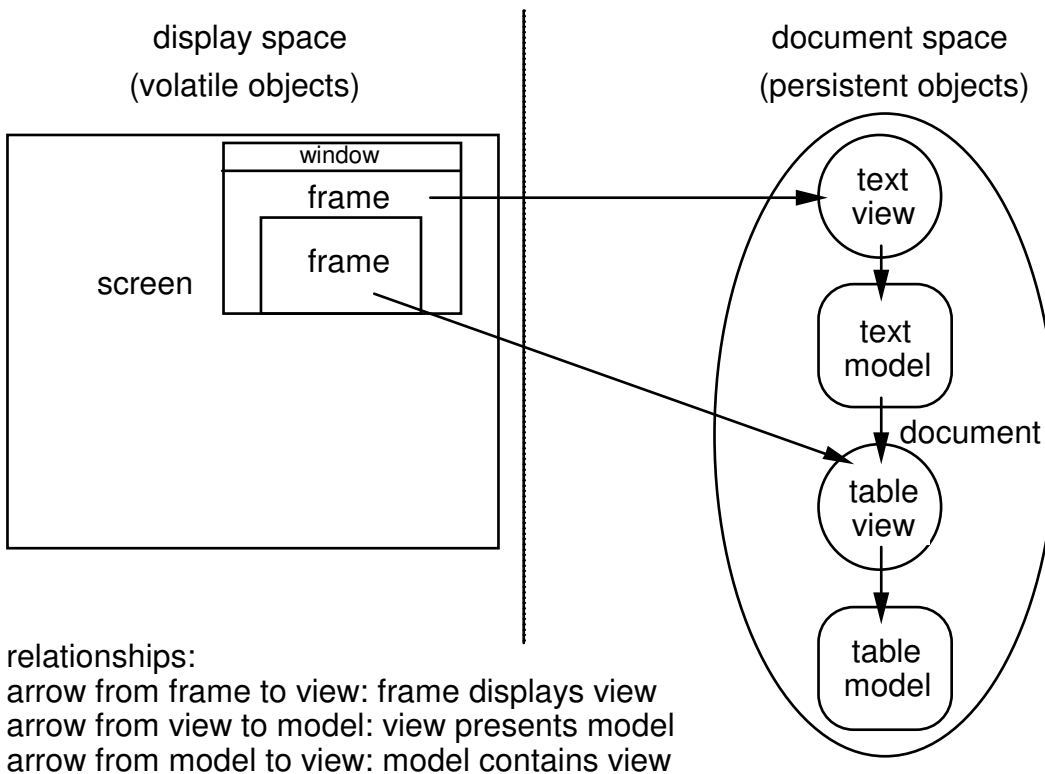 display space
(volatile objects)
document space
(persistent objects)
window
frame
frame
screen
text
view
text
model
document
table
view
table
model
relationships:
arrow from frame to view: frame displays view
arrow from view to model: view presents model
arrow from model to view: model contains view